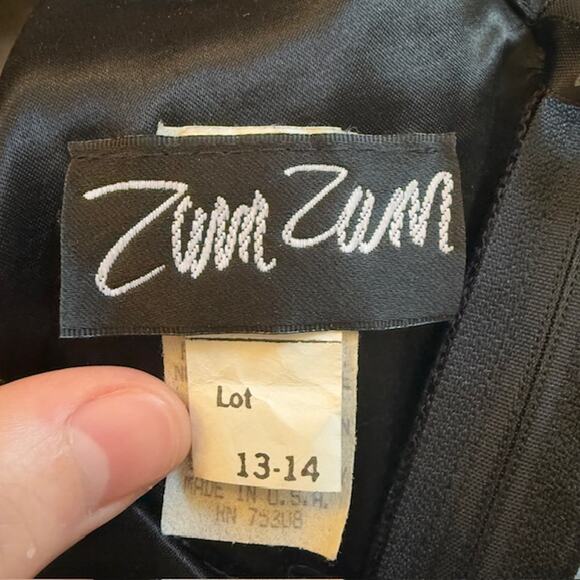 Zum Zum
Lot
13-14
MADE IN U.S.A.
RN 75308